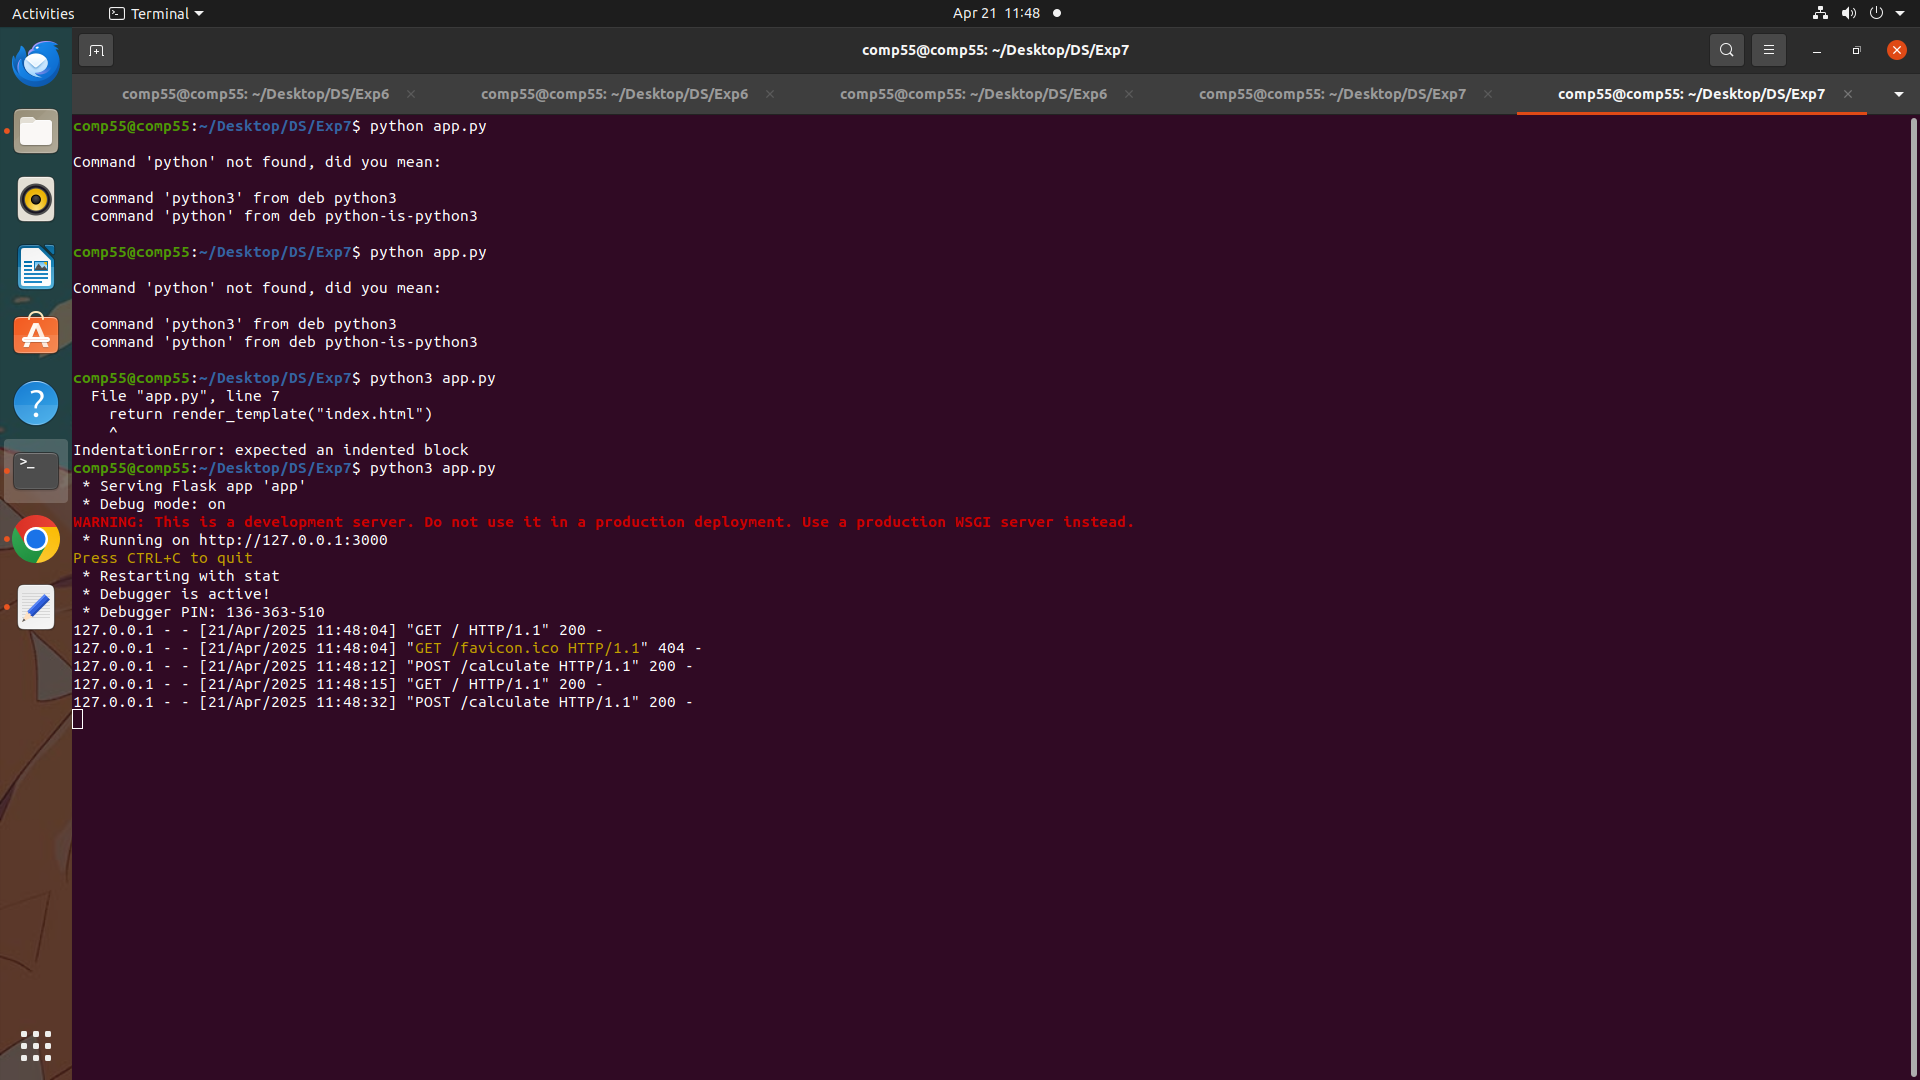 Activities
Terminal
Apr 21 11:48
comp55@comp55: ~/Desktop/DS/Exp7
comp55@comp55: ~/Desktop/DS/Exp6
comp55@comp55: ~/Desktop/DS/Exp6
comp55@comp55: ~/Desktop/DS/Exp6
comp55@comp55: ~/Desktop/DS/Exp7
comp55@comp55: ~/Desktop/DS/Exp7
comp55@comp55:~/Desktop/DS/Exp7$ python app.py
Command 'python' not found, did you mean:
command 'python3' from deb python3
command 'python' from deb python-is-python3
comp55@comp55:~/Desktop/DS/Exp7$ python app.py
Command 'python' not found, did you mean:
command 'python3' from deb python3
command 'python' from deb python-is-python3
comp55@comp55:~/Desktop/DS/Exp7$ python3 app.py
File "app.py", line 7
return render_template("index.html")
^
IndentationError: expected an indented block
comp55@comp55:~/Desktop/DS/Exp7$ python3 app.py
* Serving Flask app 'app'
* Debug mode: on
WARNING: This is a development server. Do not use it in a production deployment. Use a production WSGI server instead.
* Running on http://127.0.0.1:3000
Press CTRL+C to quit
* Restarting with stat
* Debugger is active!
* Debugger PIN: 136-363-510
127.0.0.1 - - [21/Apr/2025 11:48:04] "GET / HTTP/1.1" 200 -
127.0.0.1 - - [21/Apr/2025 11:48:04] "GET /favicon.ico HTTP/1.1" 404 -
127.0.0.1 - - [21/Apr/2025 11:48:12] "POST /calculate HTTP/1.1" 200 -
127.0.0.1 - - [21/Apr/2025 11:48:15] "GET / HTTP/1.1" 200 -
127.0.0.1 - - [21/Apr/2025 11:48:32] "POST /calculate HTTP/1.1" 200 -